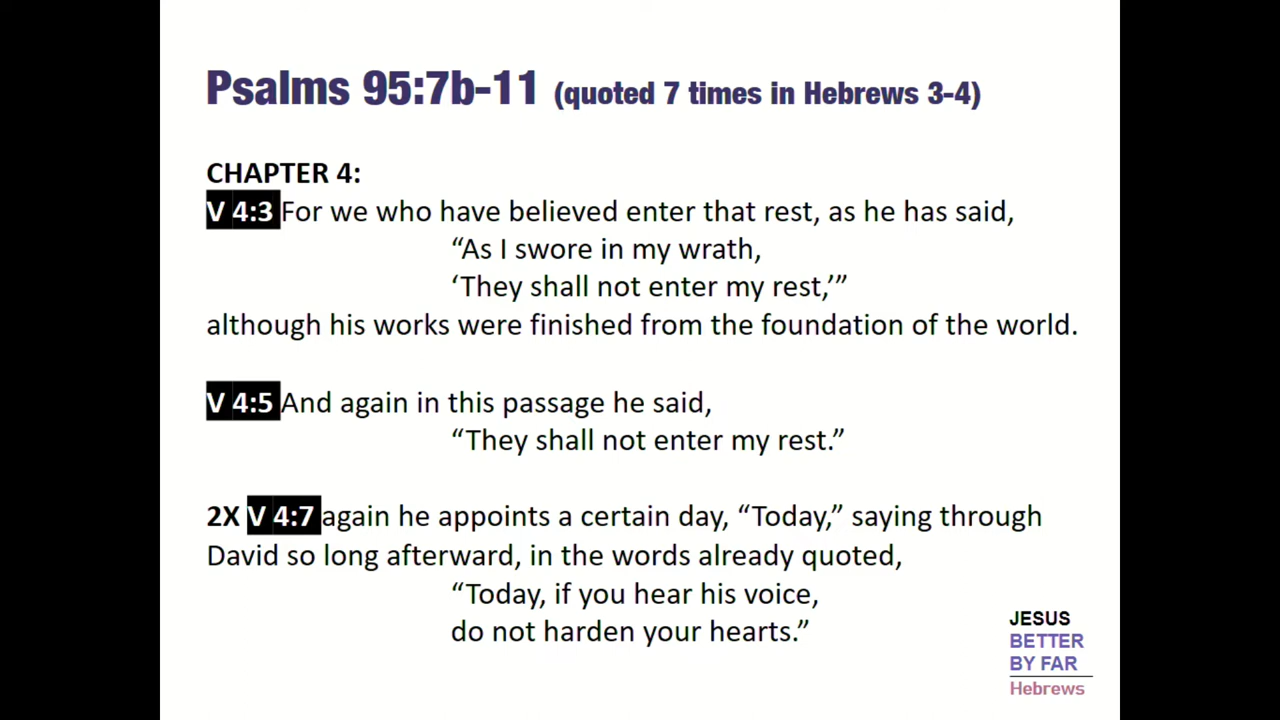 Psalms 95:7b-11 (quoted 7 times in Hebrews 3-4)
CHAPTER 4:
V 4:3 For we who have believed enter that rest, as he has said,
“As I swore in my wrath,
‘They shall not enter my rest,’”
although his works were finished from the foundation of the world.
V 4:5 And again in this passage he said,
“They shall not enter my rest.”
2X V 4:7 again he appoints a certain day, “Today,” saying through
David so long afterward, in the words already quoted,
“Today, if you hear his voice,
do not harden your hearts.”
JESUS
BETTER
BY FAR
Hebrews